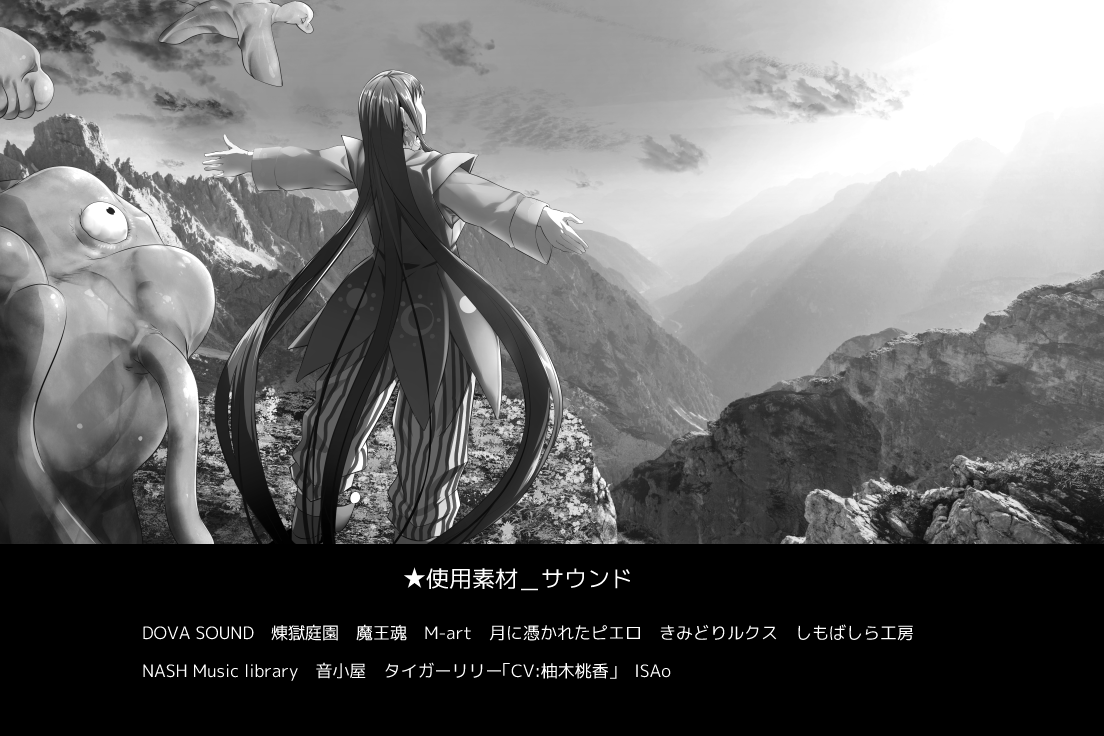 ★使用素材＿サウンド
DOVA SOUND　煉獄庭園　魔王魂　M-art　月に憑かれたピエロ　きみどりルクス　しもばしら工房
NASH Music library　音小屋　タイガーリリー「CV:柚木桃香」　ISAo